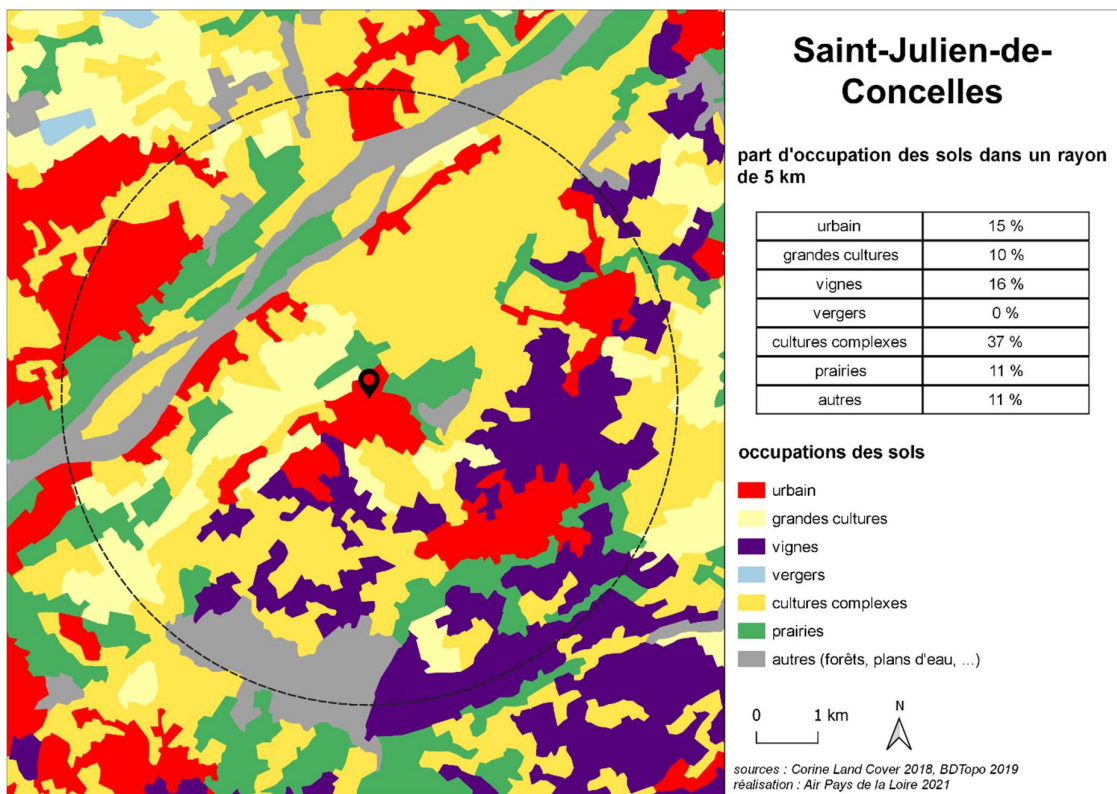 Saint-Julien-de-
Concelles
part d'occupation des sols dans un rayon
de 5 km
urbain 15 %
grandes cultures 10 %
vignes 16 %
vergers 0 %
cultures complexes 37 %
prairies 11 %
autres 11 %
occupations des sols
urbain
grandes cultures
vignes
vergers
cultures complexes
prairies
autres (forêts, plans d'eau, ...)
0 1 km
N
sources : Corine Land Cover 2018, BDTopo 2019
réalisation : Air Pays de la Loire 2021